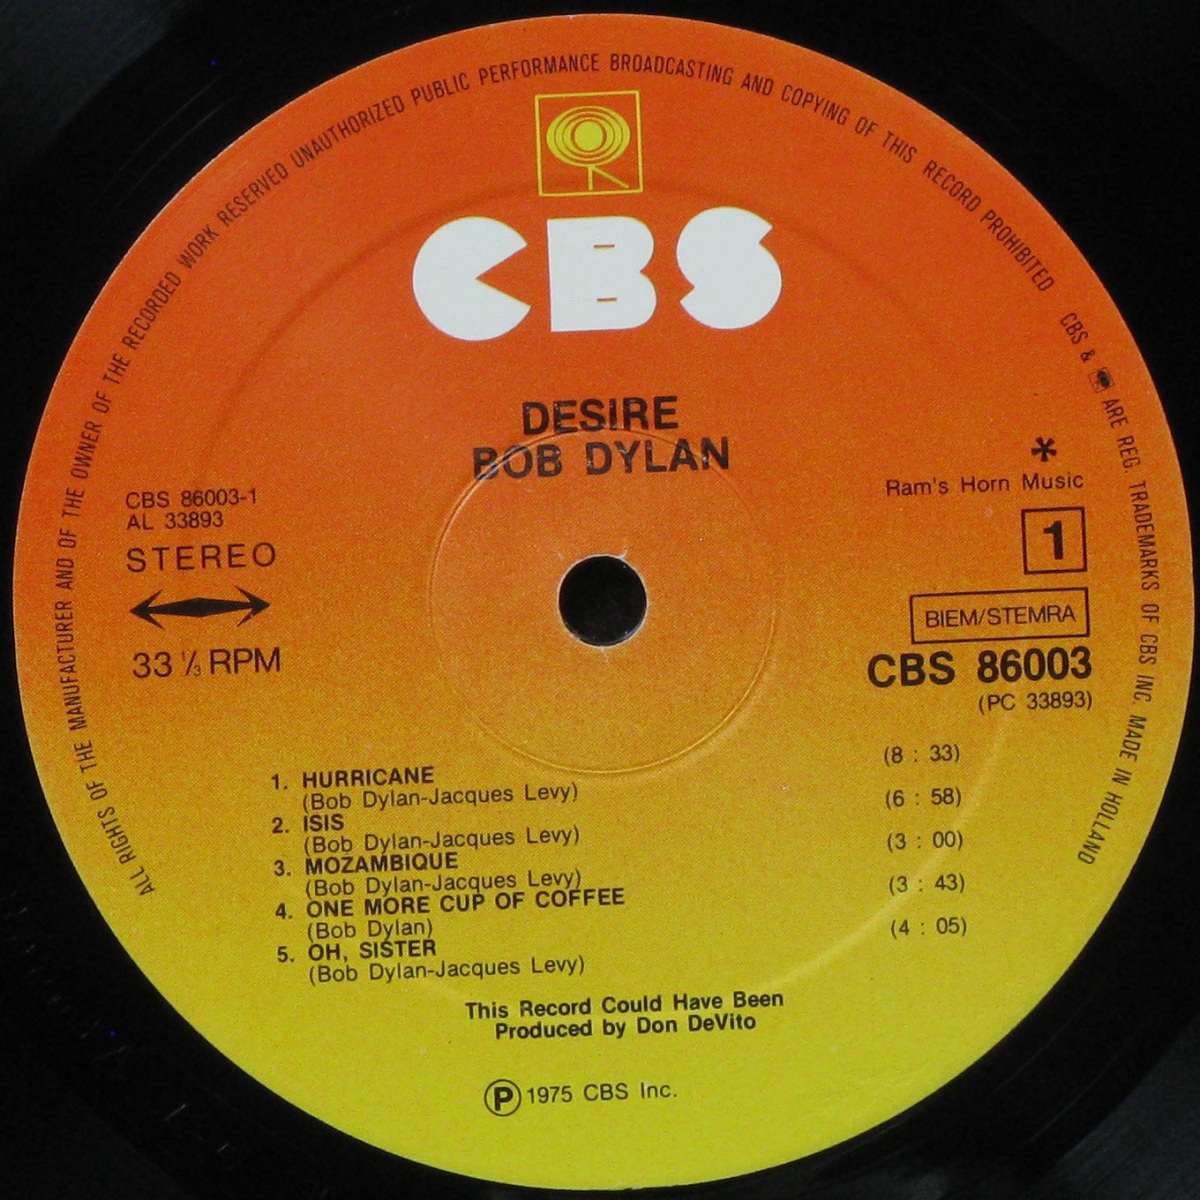 ALL RIGHTS OF THE MANUFACTURER AND OF THE OWNER OF THE RECORDED WORK RESERVED UNAUTHORIZED PUBLIC PERFORMANCE BROADCASTING AND COPYING OF THIS RECORD PROHIBITED
CBS & ARE REG. TRADEMARKS OF CBS INC. MADE IN HOLLAND
CBS
DESIRE
BOB DYLAN
CBS 86003-1
AL 33893
STEREO
33 ⅓ RPM
*
Ram's Horn Music
1
BIEM/STEMRA
CBS 86003
(PC 33893)
1. HURRICANE (8 : 33)
(Bob Dylan-Jacques Levy)
2. ISIS (6 : 58)
(Bob Dylan-Jacques Levy)
3. MOZAMBIQUE (3 : 00)
(Bob Dylan-Jacques Levy)
4. ONE MORE CUP OF COFFEE (3 : 43)
(Bob Dylan)
5. OH, SISTER (4 : 05)
(Bob Dylan-Jacques Levy)
This Record Could Have Been
Produced by Don DeVito
Ⓟ 1975 CBS Inc.